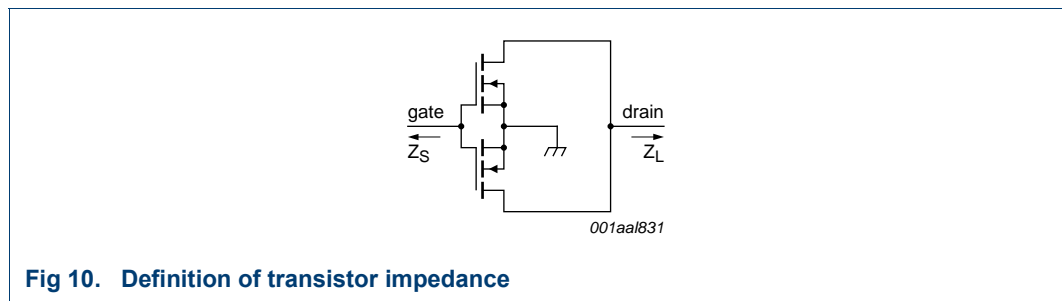 gate
drain
Z_S
Z_L
001aal831
Fig 10. Definition of transistor impedance